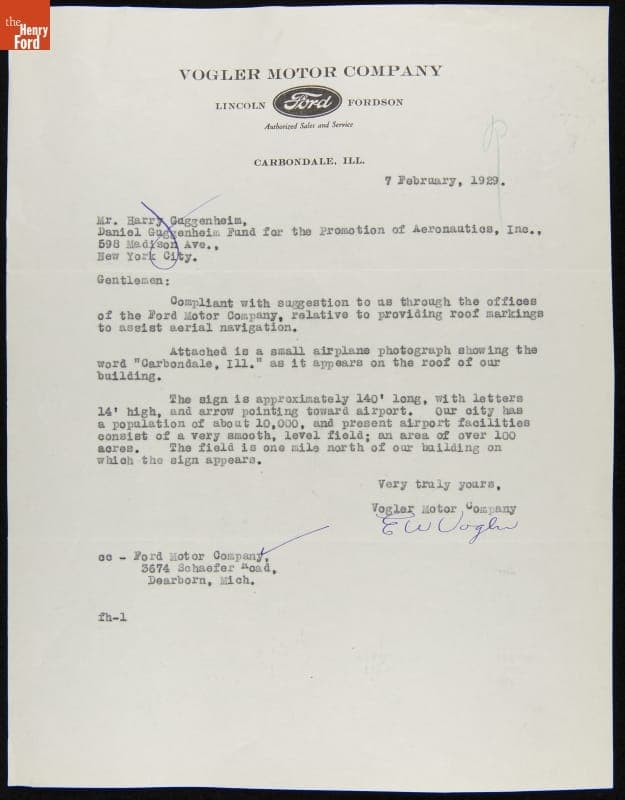 the
Henry
Ford
VOGLER MOTOR COMPANY
LINCOLN Ford FORDSON
Authorized Sales and Service
CARBONDALE, ILL.
7 February, 1929.
Mr. Harry Guggenheim,
Daniel Guggenheim Fund for the Promotion of Aeronautics, Inc.,
598 Madison Ave.,
New York City.
Gentlemen:
Compliant with suggestion to us through the offices
of the Ford Motor Company, relative to providing roof markings
to assist aerial navigation.
Attached is a small airplane photograph showing the
word "Carbondale, Ill." as it appears on the roof of our
building.
The sign is approximately 140' long, with letters
14' high, and arrow pointing toward airport. Our city has
a population of about 10,000, and present airport facilities
consist of a very smooth, level field; an area of over 100
acres. The field is one mile north of our building on
which the sign appears.
Very truly yours,
Vogler Motor Company
E W Vogler
cc - Ford Motor Company,
3674 Schaefer Road,
Dearborn, Mich.
fh-1